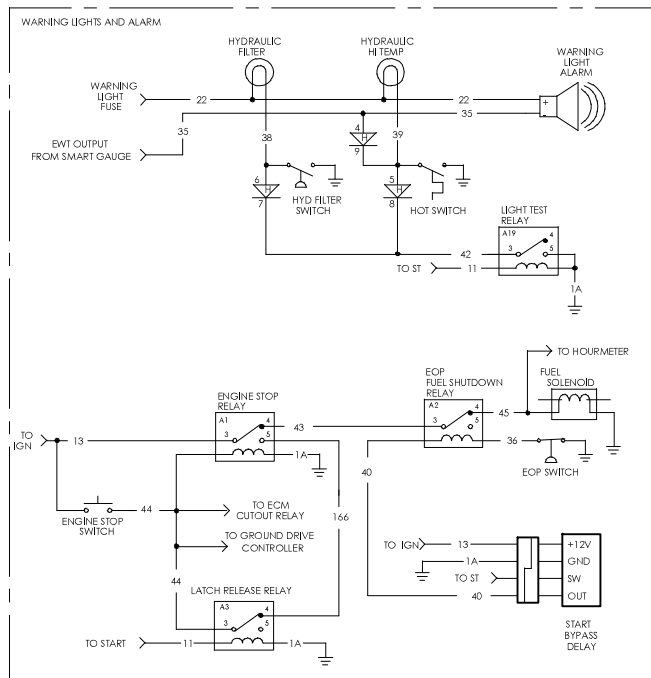 WARNING LIGHTS AND ALARM
HYDRAULIC
FILTER
HYDRAULIC
HI TEMP
WARNING
LIGHT
ALARM
WARNING
LIGHT
FUSE
22
22
+
-
35
35
EWT OUTPUT
FROM SMART GAUGE
38
4
H
9
39
6
H
7
HYD FILTER
SWITCH
5
H
8
HOT SWITCH
LIGHT TEST
RELAY
A19
4
3
5
42
TO ST
11
1A
TO HOURMETER
EOP
FUEL SHUTDOWN
RELAY
FUEL
SOLENOID
ENGINE STOP
RELAY
A1
4
3
5
43
A2
4
3
5
45
TO
IGN
13
1A
36
EOP SWITCH
40
ENGINE STOP
SWITCH
44
TO ECM
CUTOUT RELAY
166
TO GROUND DRIVE
CONTROLLER
TO IGN
13
+12V
1A
GND
TO ST
SW
40
OUT
44
LATCH RELEASE RELAY
A3
4
3
5
TO START
11
1A
START
BYPASS
DELAY